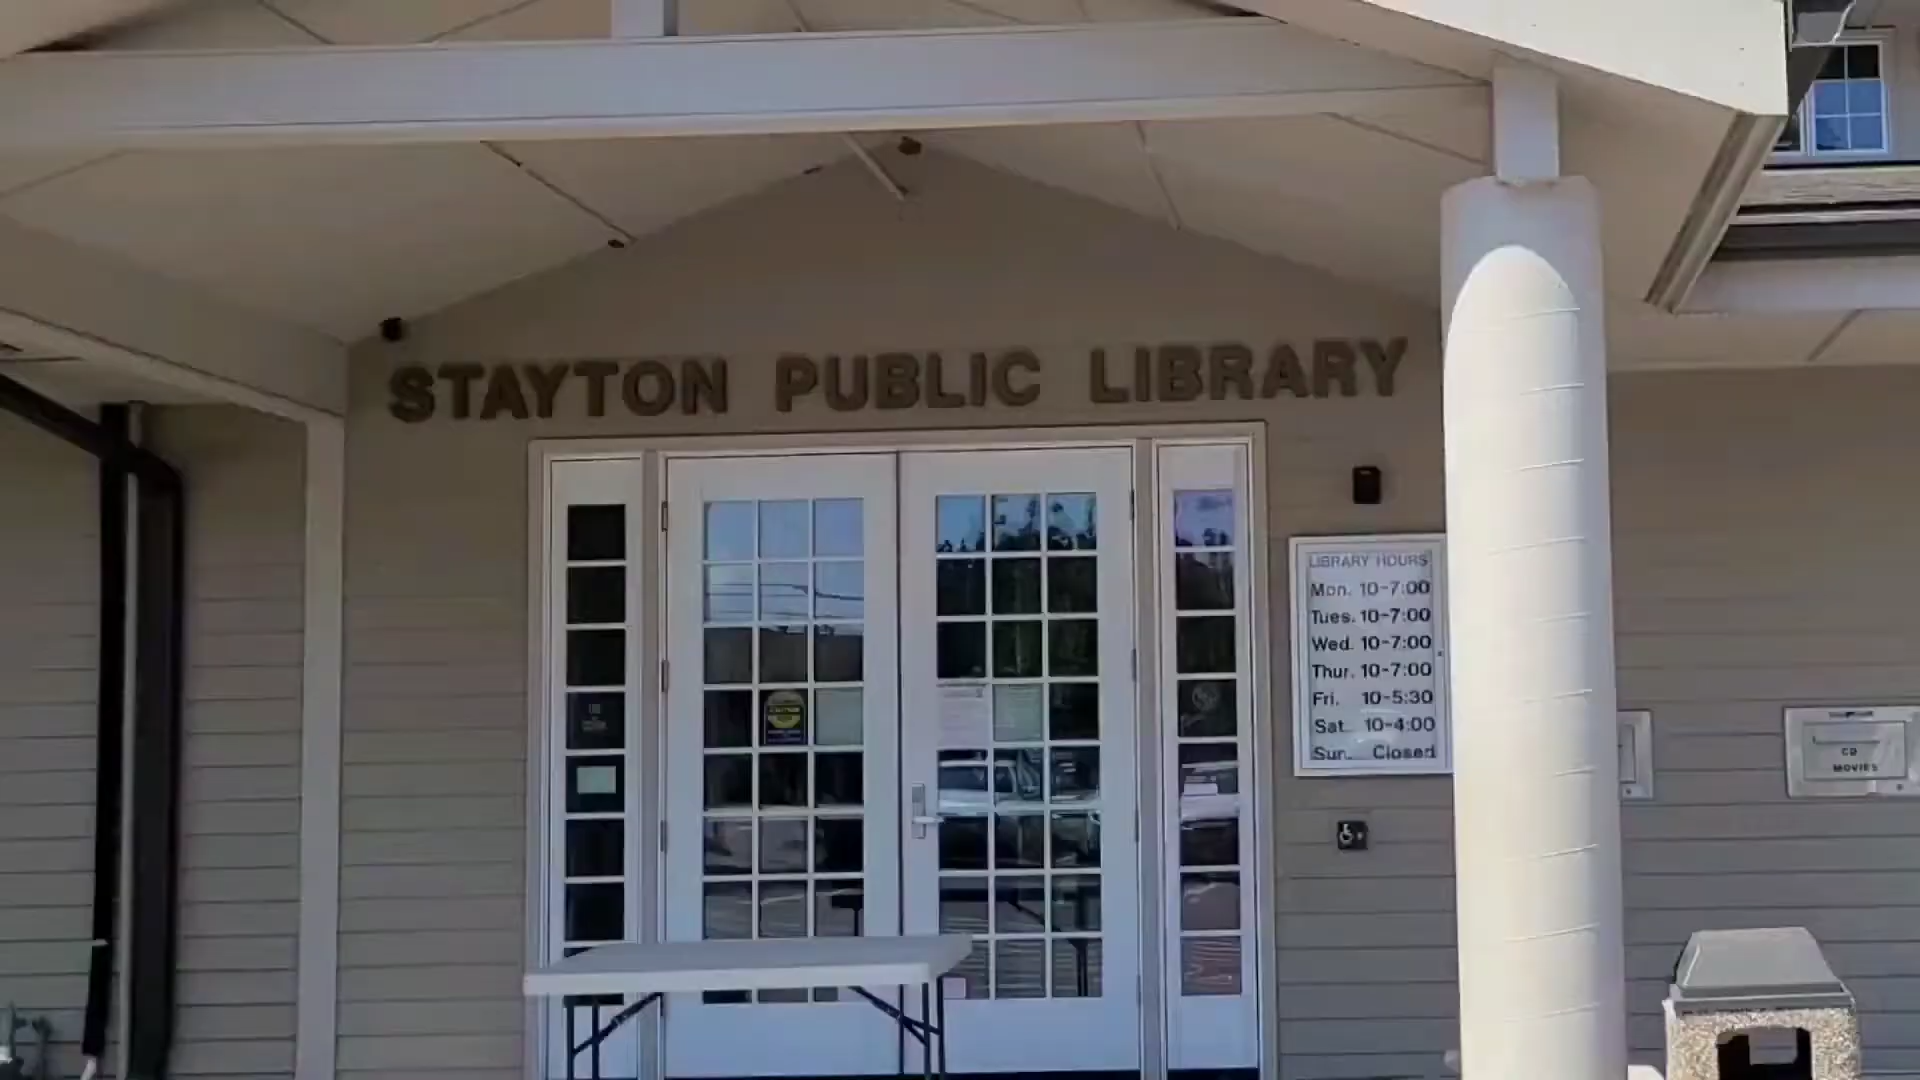 STAYTON PUBLIC LIBRARY
LIBRARY HOURS
Mon. 10-7:00
Tues. 10-7:00
Wed. 10-7:00
Thur. 10-7:00
Fri. 10-5:30
Sat. 10-4:00
Sun. Closed
CD
MOVIES